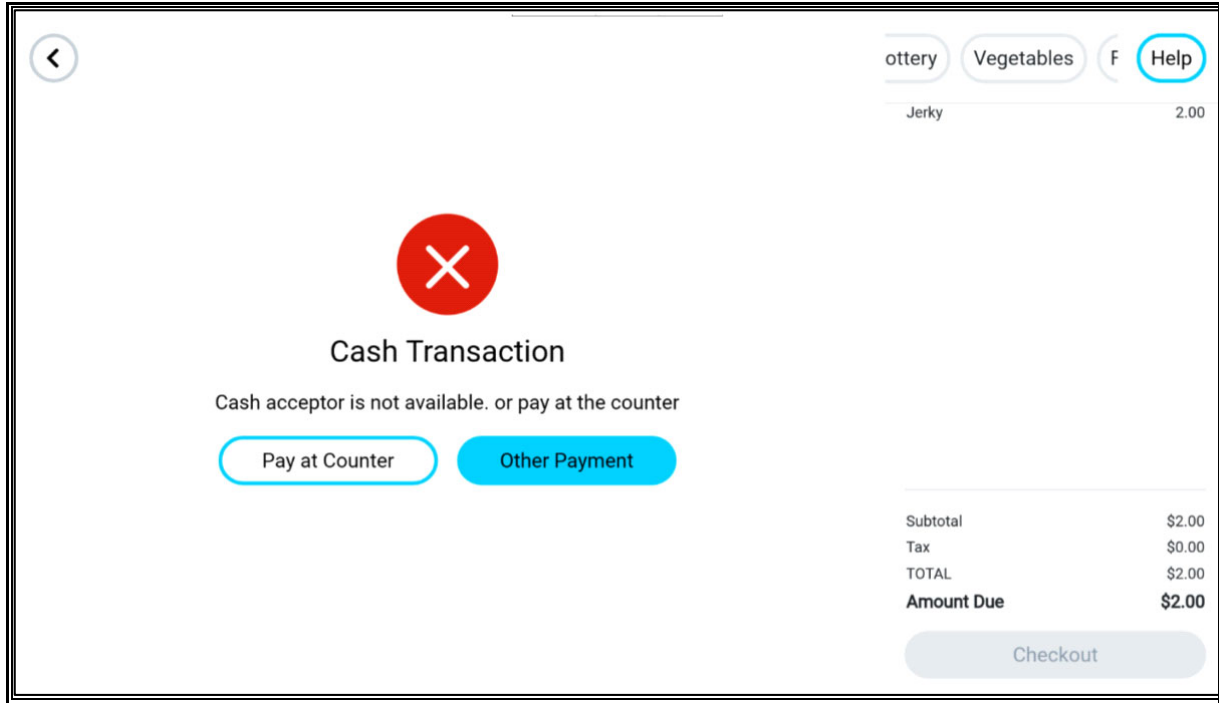 ottery Vegetables F Help
Jerky 2.00
Cash Transaction
Cash acceptor is not available. or pay at the counter
Pay at Counter Other Payment
Subtotal $2.00
Tax $0.00
TOTAL $2.00
Amount Due $2.00
Checkout